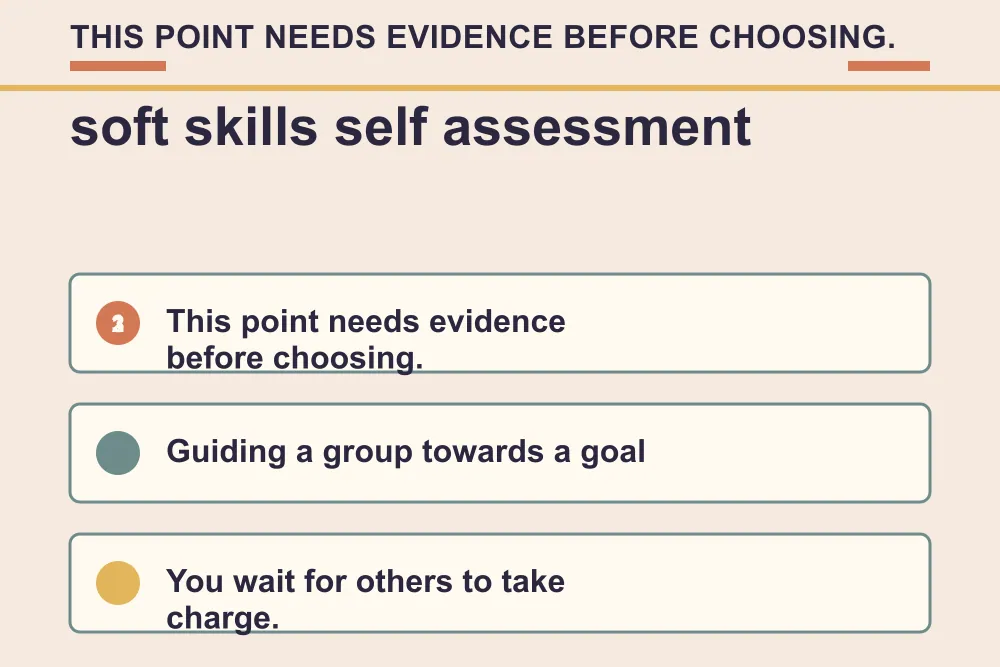 THIS POINT NEEDS EVIDENCE BEFORE CHOOSING.
soft skills self assessment
This point needs evidence
before choosing.
Guiding a group towards a goal
You wait for others to take
charge.